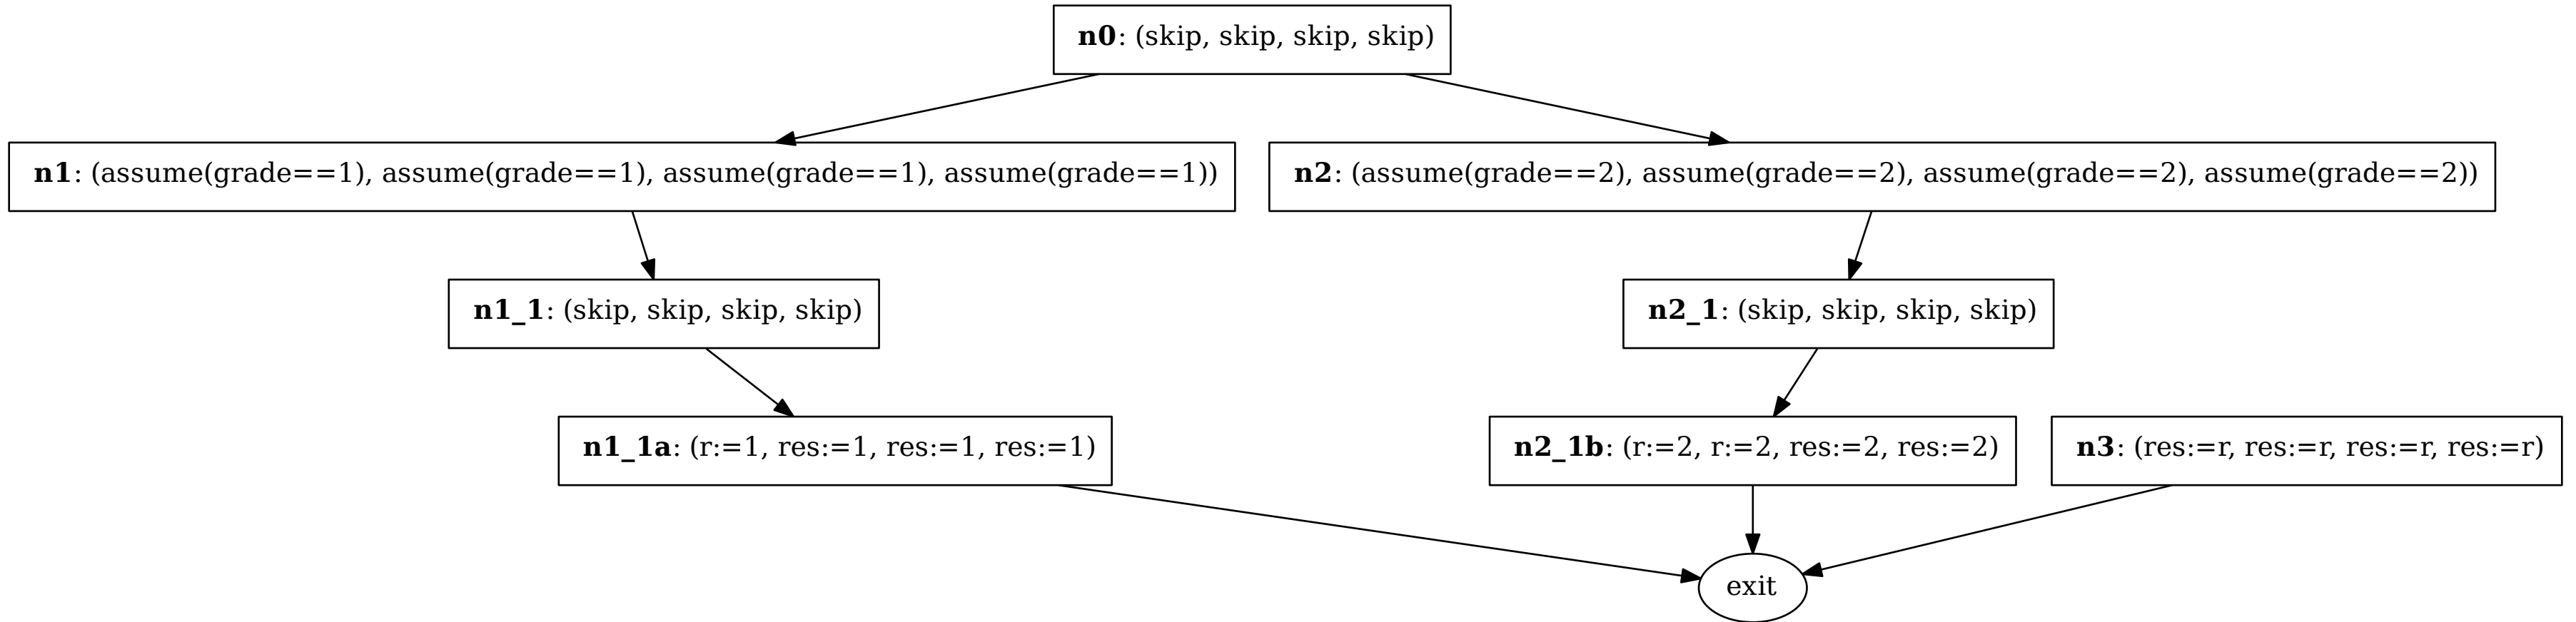 n0: (skip, skip, skip, skip)
n1: (assume(grade==1), assume(grade==1), assume(grade==1), assume(grade==1))
n2: (assume(grade==2), assume(grade==2), assume(grade==2), assume(grade==2))
n1_1: (skip, skip, skip, skip)
n2_1: (skip, skip, skip, skip)
n1_1a: (r:=1, res:=1, res:=1, res:=1)
n2_1b: (r:=2, r:=2, res:=2, res:=2)
n3: (res:=r, res:=r, res:=r, res:=r)
exit